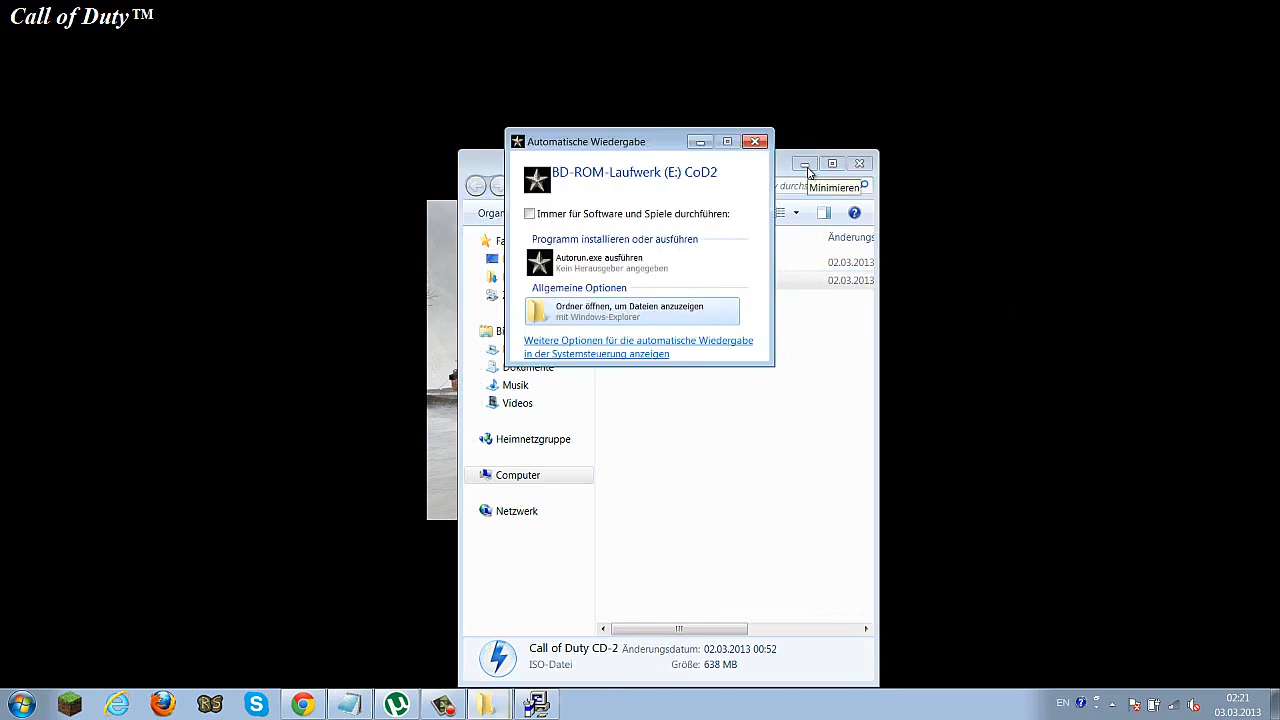 Call of Duty™
Automatische Wiedergabe
BD-ROM-Laufwerk (E:) CoD2
Minimieren
Immer für Software und Spiele durchführen:
Organ
Programm installieren oder ausführen
Änderungs
Autorun.exe ausführen
Kein Herausgeber angegeben
02.03.2013
02.03.2013
Allgemeine Optionen
Ordner öffnen, um Dateien anzuzeigen
mit Windows-Explorer
Weitere Optionen für die automatische Wiedergabe
in der Systemsteuerung anzeigen
Dokumente
Musik
Videos
Heimnetzgruppe
Computer
Netzwerk
Call of Duty CD-2 Änderungsdatum: 02.03.2013 00:52
ISO-Datei Größe: 638 MB
EN
02:21
03.03.2013